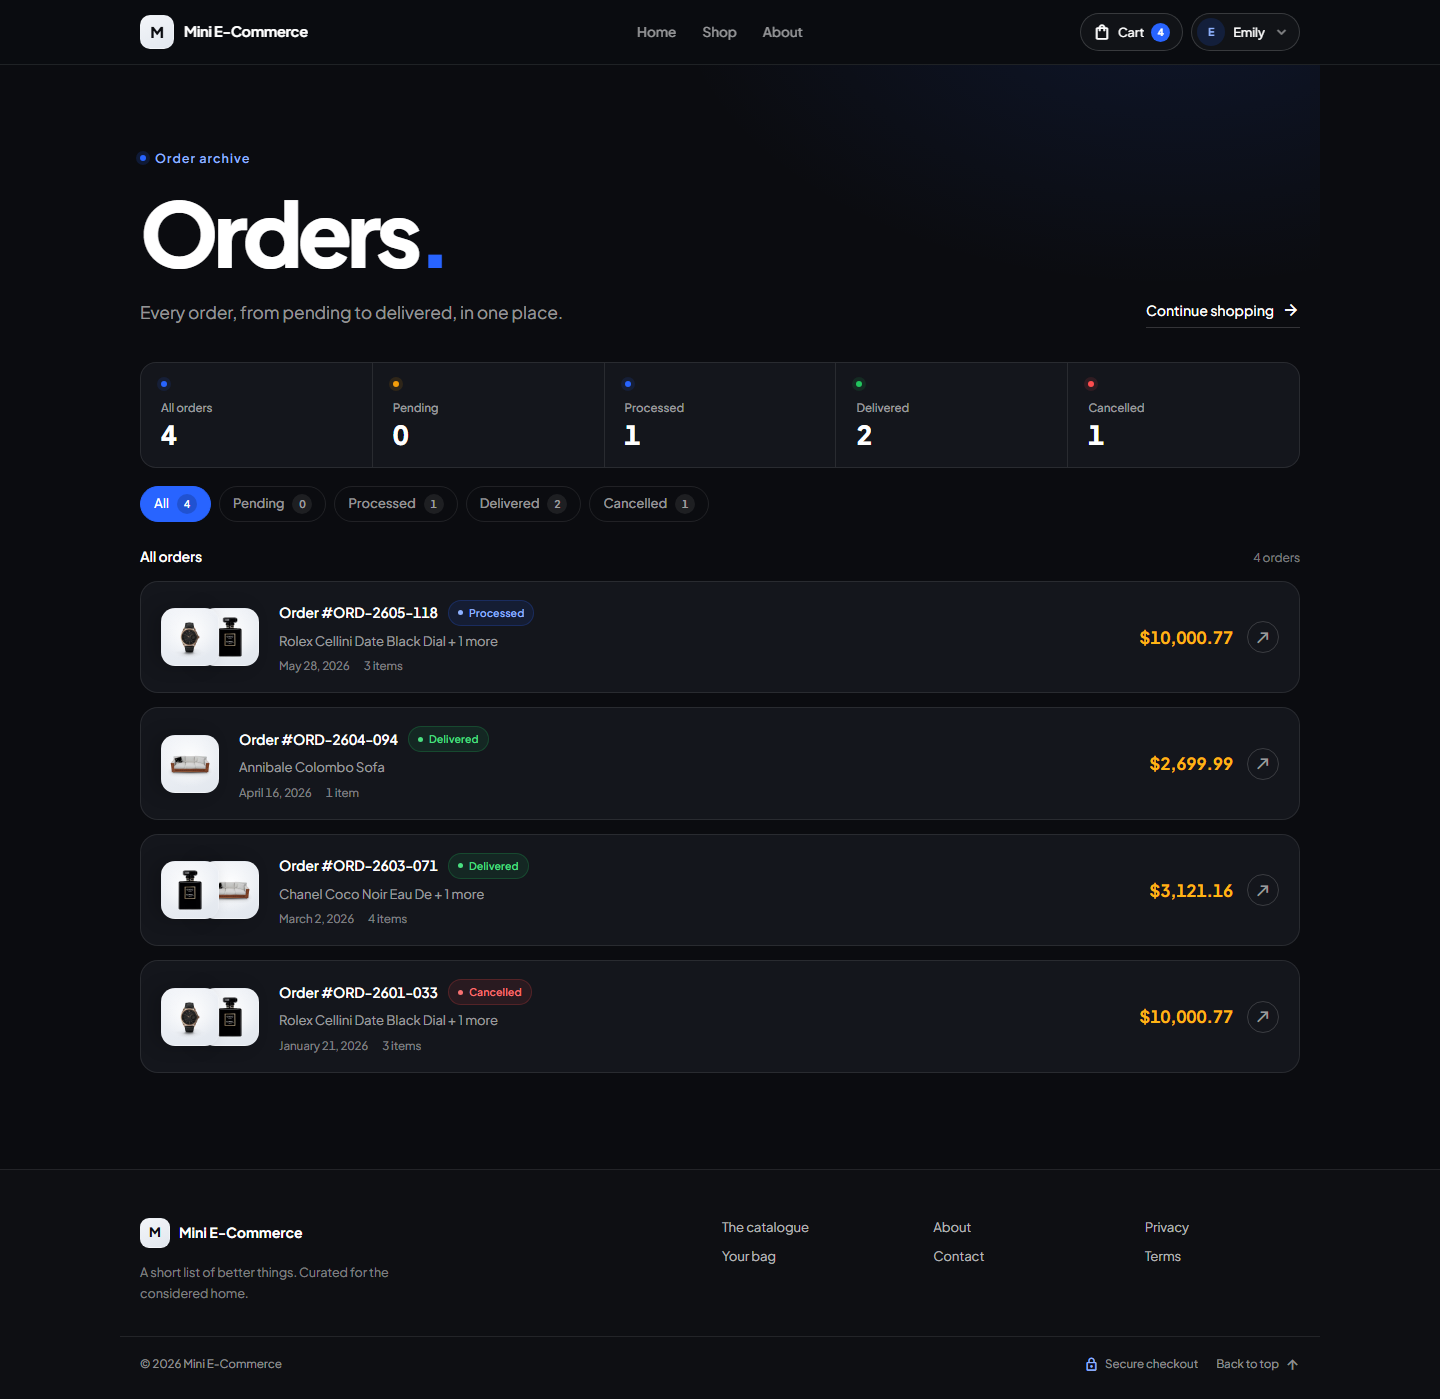 M Mini E-Commerce
Home Shop About
Cart 4
E Emily
Order archive
Orders.
Every order, from pending to delivered, in one place.
Continue shopping
All orders
4
Pending
0
Processed
1
Delivered
2
Cancelled
1
All 4
Pending 0
Processed 1
Delivered 2
Cancelled 1
All orders
4 orders
Order #ORD-2605-118 Processed
Rolex Cellini Date Black Dial + 1 more
May 28, 2026 3 items
$10,000.77
Order #ORD-2604-094 Delivered
Annibale Colombo Sofa
April 16, 2026 1 item
$2,699.99
Order #ORD-2603-071 Delivered
Chanel Coco Noir Eau De + 1 more
March 2, 2026 4 items
$3,121.16
Order #ORD-2601-033 Cancelled
Rolex Cellini Date Black Dial + 1 more
January 21, 2026 3 items
$10,000.77
M Mini E-Commerce
A short list of better things. Curated for the
considered home.
The catalogue
Your bag
About
Contact
Privacy
Terms
© 2026 Mini E-Commerce
Secure checkout
Back to top